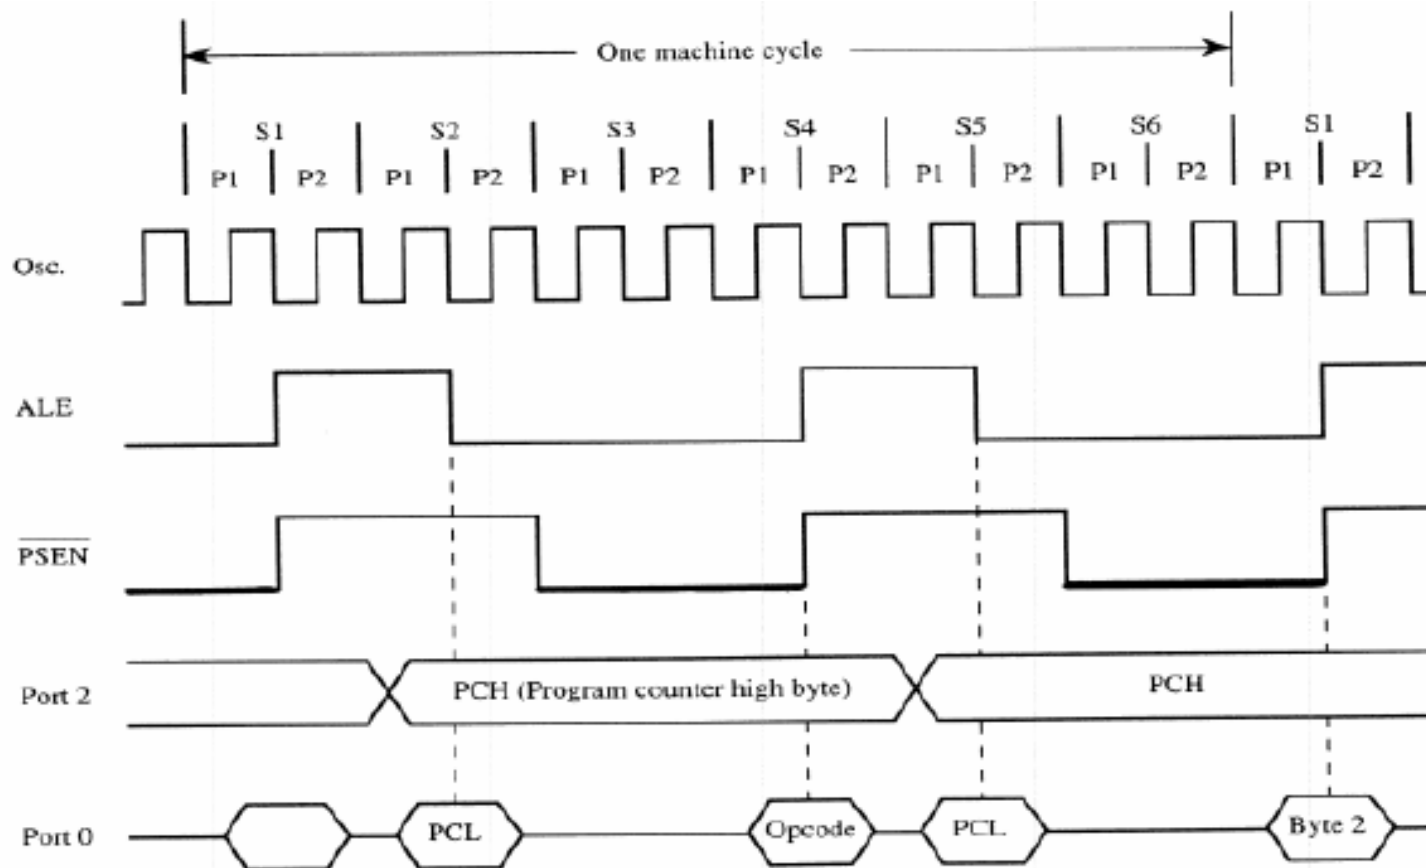 One machine cycle
S1 S2 S3 S4 S5 S6 S1
P1 P2 P1 P2 P1 P2 P1 P2 P1 P2 P1 P2 P1 P2
Osc.
ALE
PSEN
Port 2 PCH (Program counter high byte) PCH
Port 0 PCL Opcode PCL Byte 2